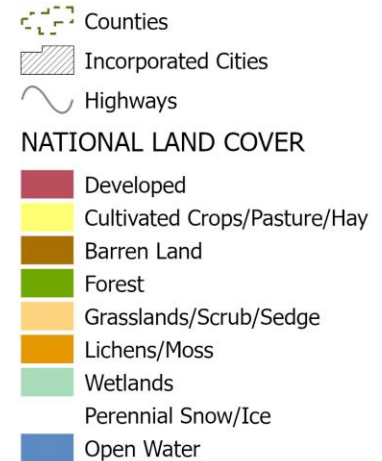 Counties
Incorporated Cities
Highways
NATIONAL LAND COVER
Developed
Cultivated Crops/Pasture/Hay
Barren Land
Forest
Grasslands/Scrub/Sedge
Lichens/Moss
Wetlands
Perennial Snow/Ice
Open Water